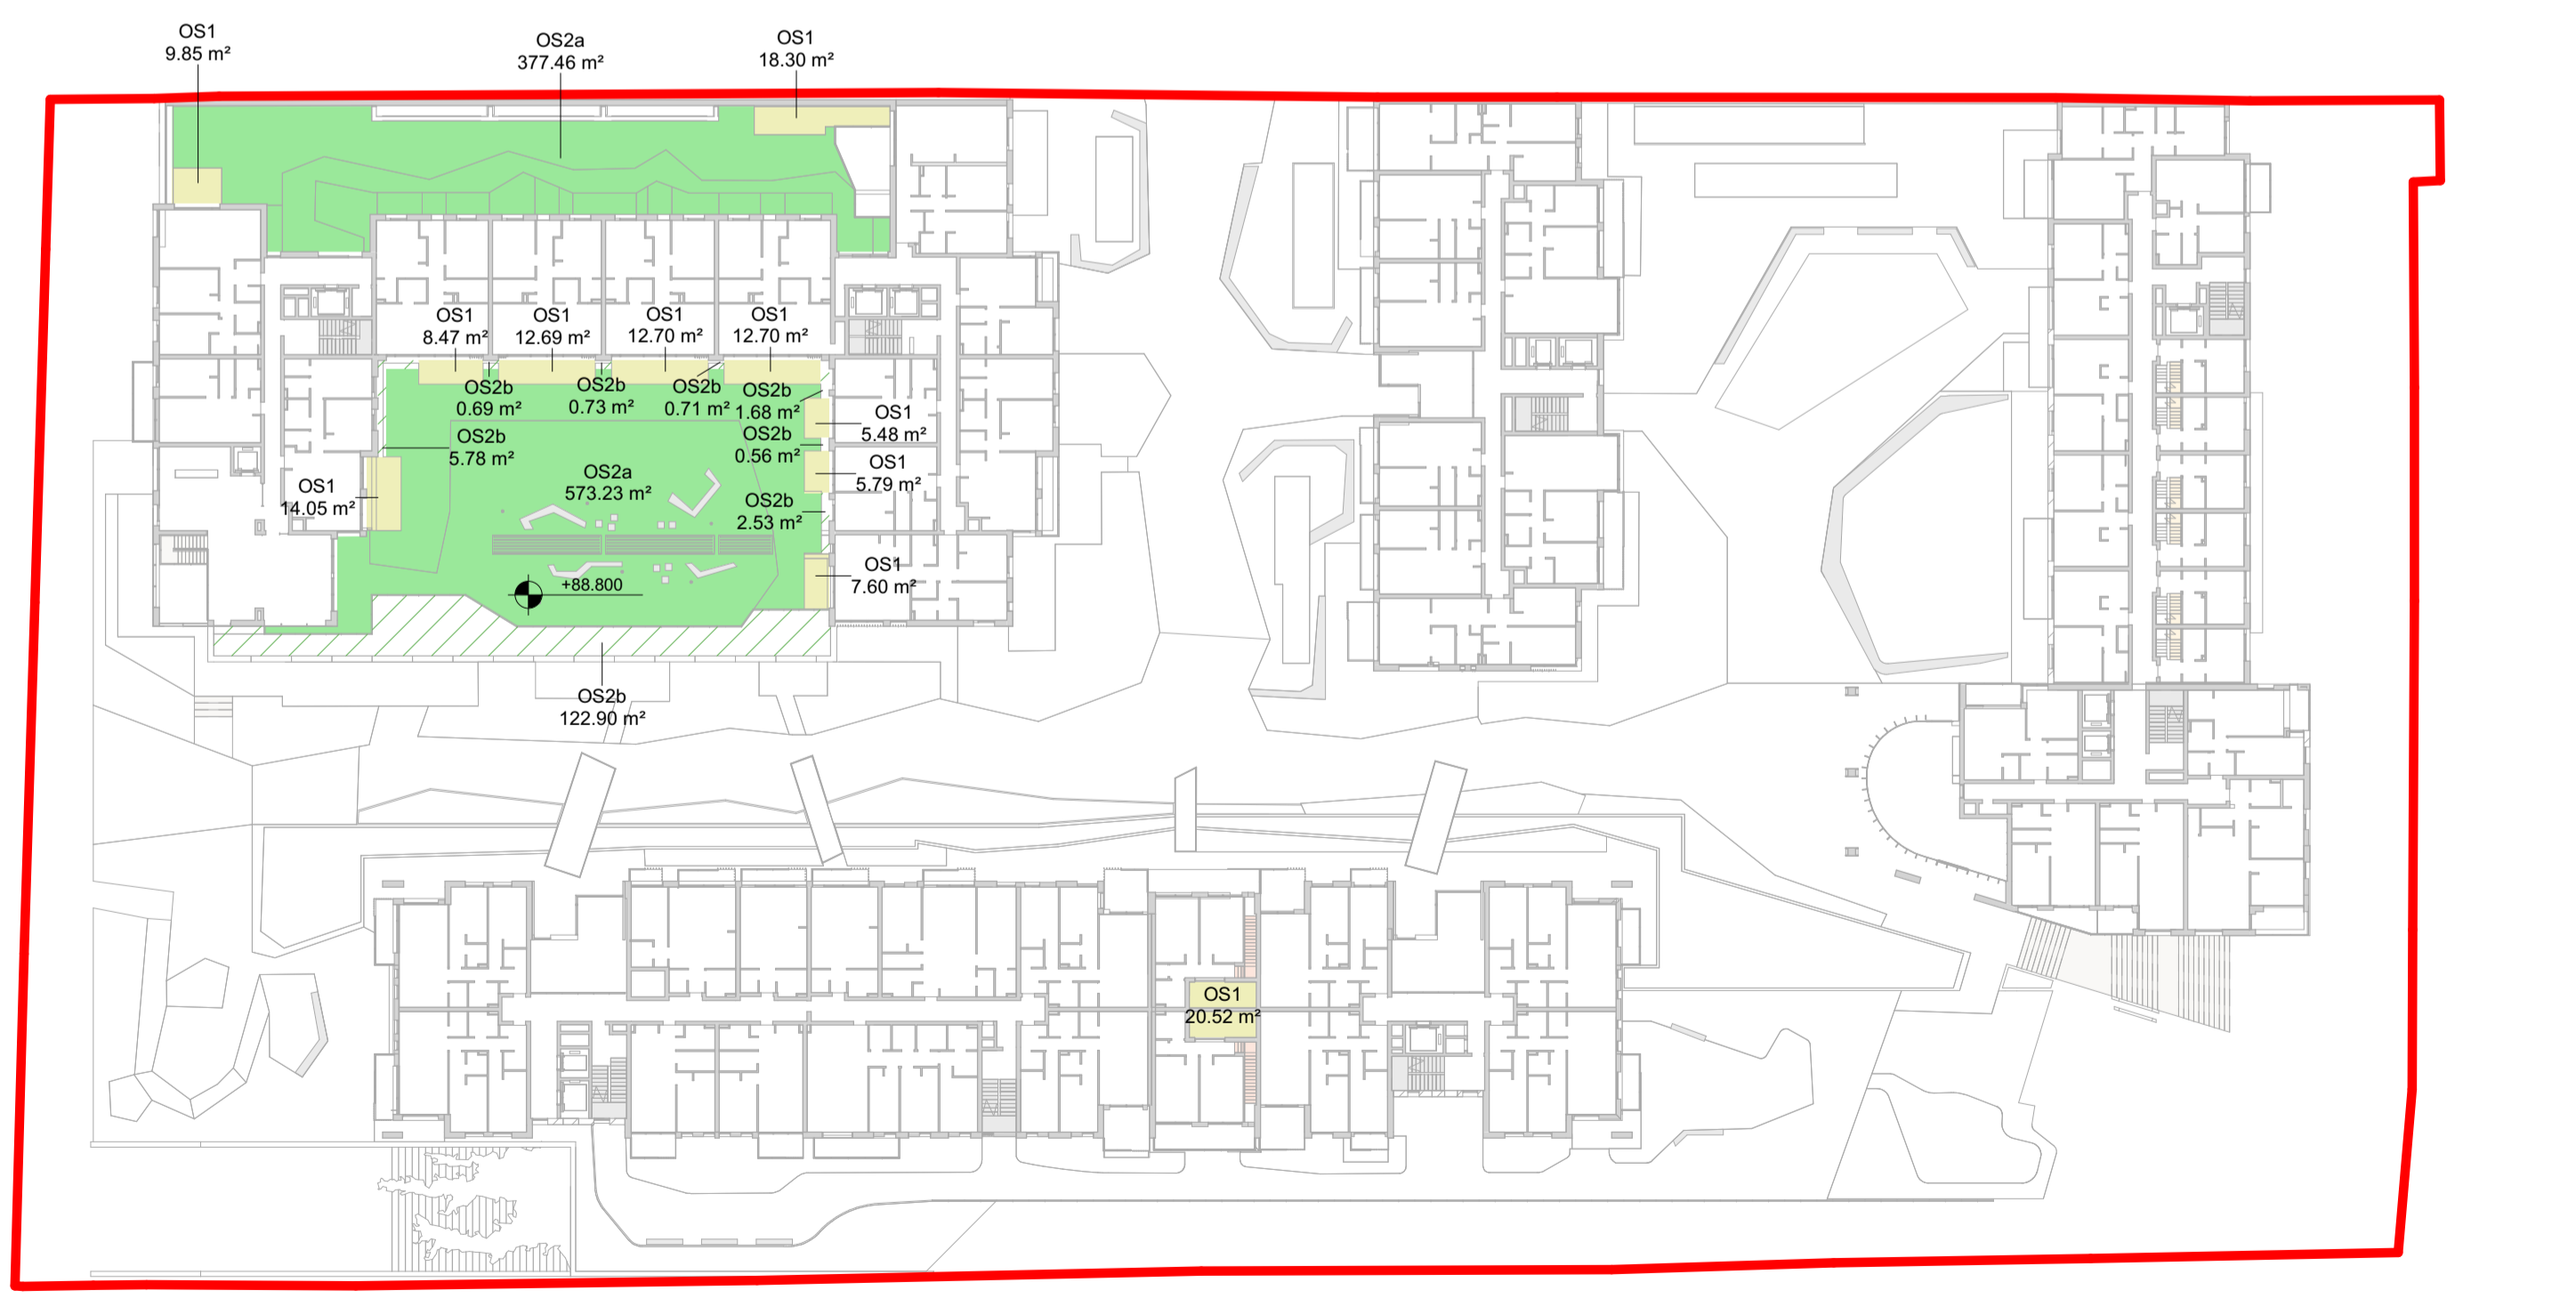 OS1
9.85 m²
OS2a
377.46 m²
OS1
18.30 m²
OS1
8.47 m²
OS1
12.69 m²
OS1
12.70 m²
OS1
12.70 m²
OS2b
0.69 m²
OS2b
0.73 m²
OS2b
0.71 m²
OS2b
1.68 m²
OS1
5.48 m²
OS2b
5.78 m²
OS2b
0.56 m²
OS1
5.79 m²
OS2a
573.23 m²
OS1
14.05 m²
OS2b
2.53 m²
OS1
7.60 m²
+88.800
OS2b
122.90 m²
OS1
20.52 m²